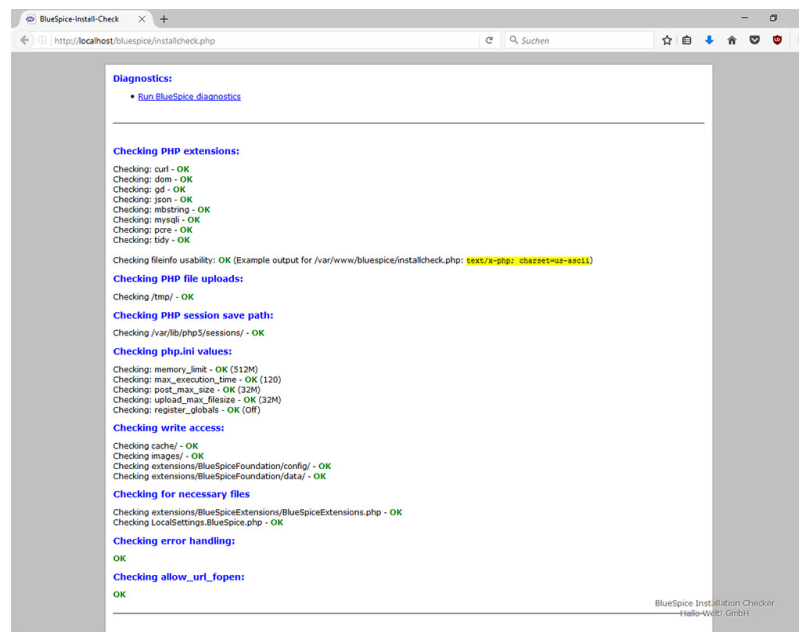 BlueSpice-Install-Check
http://localhost/bluespice/installcheck.php
Suchen
Diagnostics:
• Run BlueSpice diagnostics
Checking PHP extensions:
Checking: curl - OK
Checking: dom - OK
Checking: gd - OK
Checking: json - OK
Checking: mbstring - OK
Checking: mysqli - OK
Checking: pcre - OK
Checking: tidy - OK
Checking fileinfo usability: OK (Example output for /var/www/bluespice/installcheck.php: text/x-php; charset=us-ascii)
Checking PHP file uploads:
Checking /tmp/ - OK
Checking PHP session save path:
Checking /var/lib/php5/sessions/ - OK
Checking php.ini values:
Checking: memory_limit - OK (512M)
Checking: max_execution_time - OK (120)
Checking: post_max_size - OK (32M)
Checking: upload_max_filesize - OK (32M)
Checking: register_globals - OK (Off)
Checking write access:
Checking cache/ - OK
Checking images/ - OK
Checking extensions/BlueSpiceFoundation/config/ - OK
Checking extensions/BlueSpiceFoundation/data/ - OK
Checking for necessary files
Checking extensions/BlueSpiceExtensions/BlueSpiceExtensions.php - OK
Checking LocalSettings.BlueSpice.php - OK
Checking error handling:
OK
Checking allow_url_fopen:
OK
BlueSpice Installation Checker
Hallo Welt! GmbH